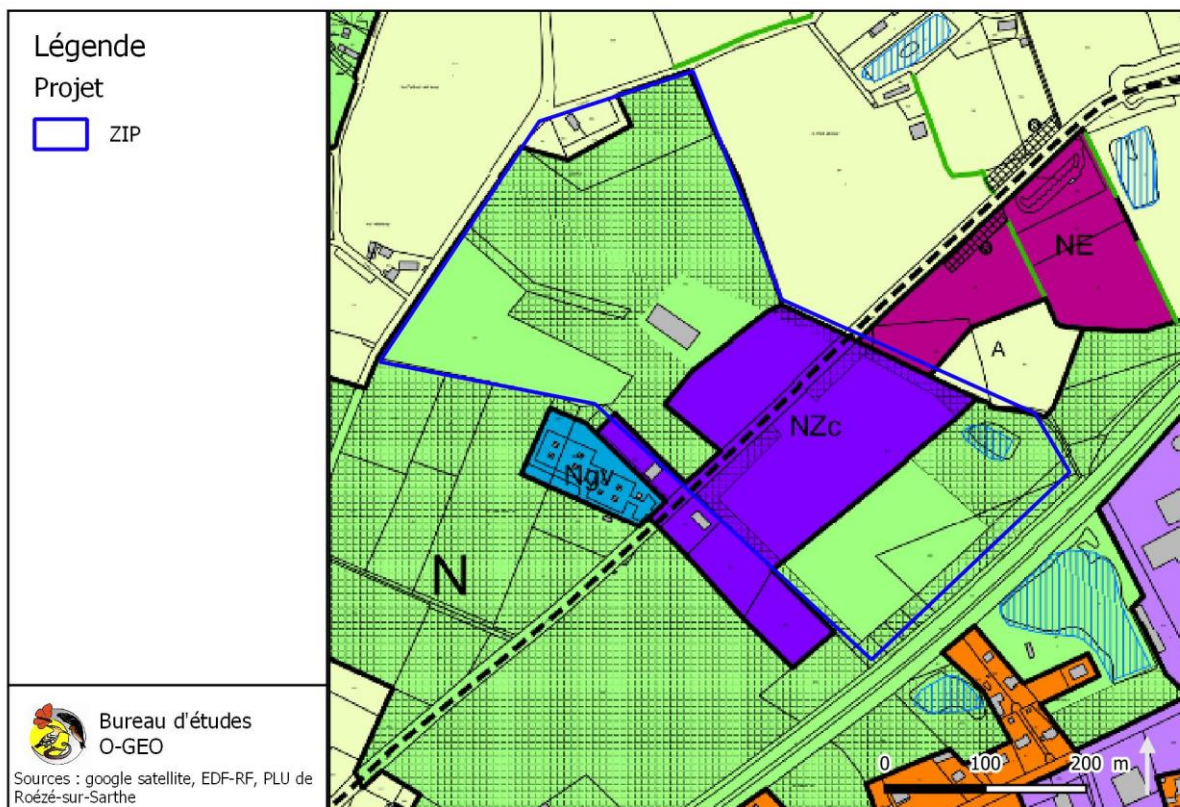 Légende
Projet
ZIP
NE
A
NZc
Ngv
N
0 100 200 m
Bureau d'études
O-GEO
Sources : google satellite, EDF-RF, PLU de
Roézé-sur-Sarthe